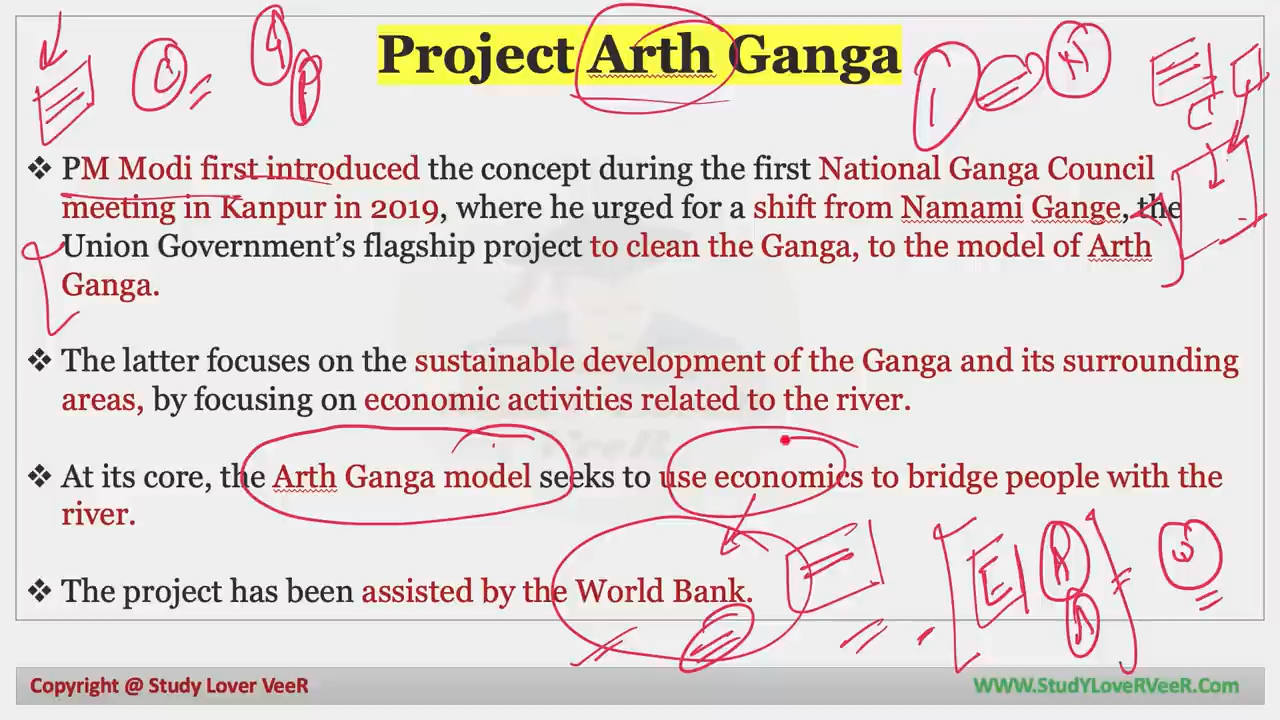 Project Arth Ganga
❖ PM Modi first introduced the concept during the first National Ganga Council
meeting in Kanpur in 2019, where he urged for a shift from Namami Gange, the
Union Government’s flagship project to clean the Ganga, to the model of Arth
Ganga.
❖ The latter focuses on the sustainable development of the Ganga and its surrounding
areas, by focusing on economic activities related to the river.
❖ At its core, the Arth Ganga model seeks to use economics to bridge people with the
river.
❖ The project has been assisted by the World Bank.
Copyright @ Study Lover VeeR
WWW.StudYLoveRVeeR.Com